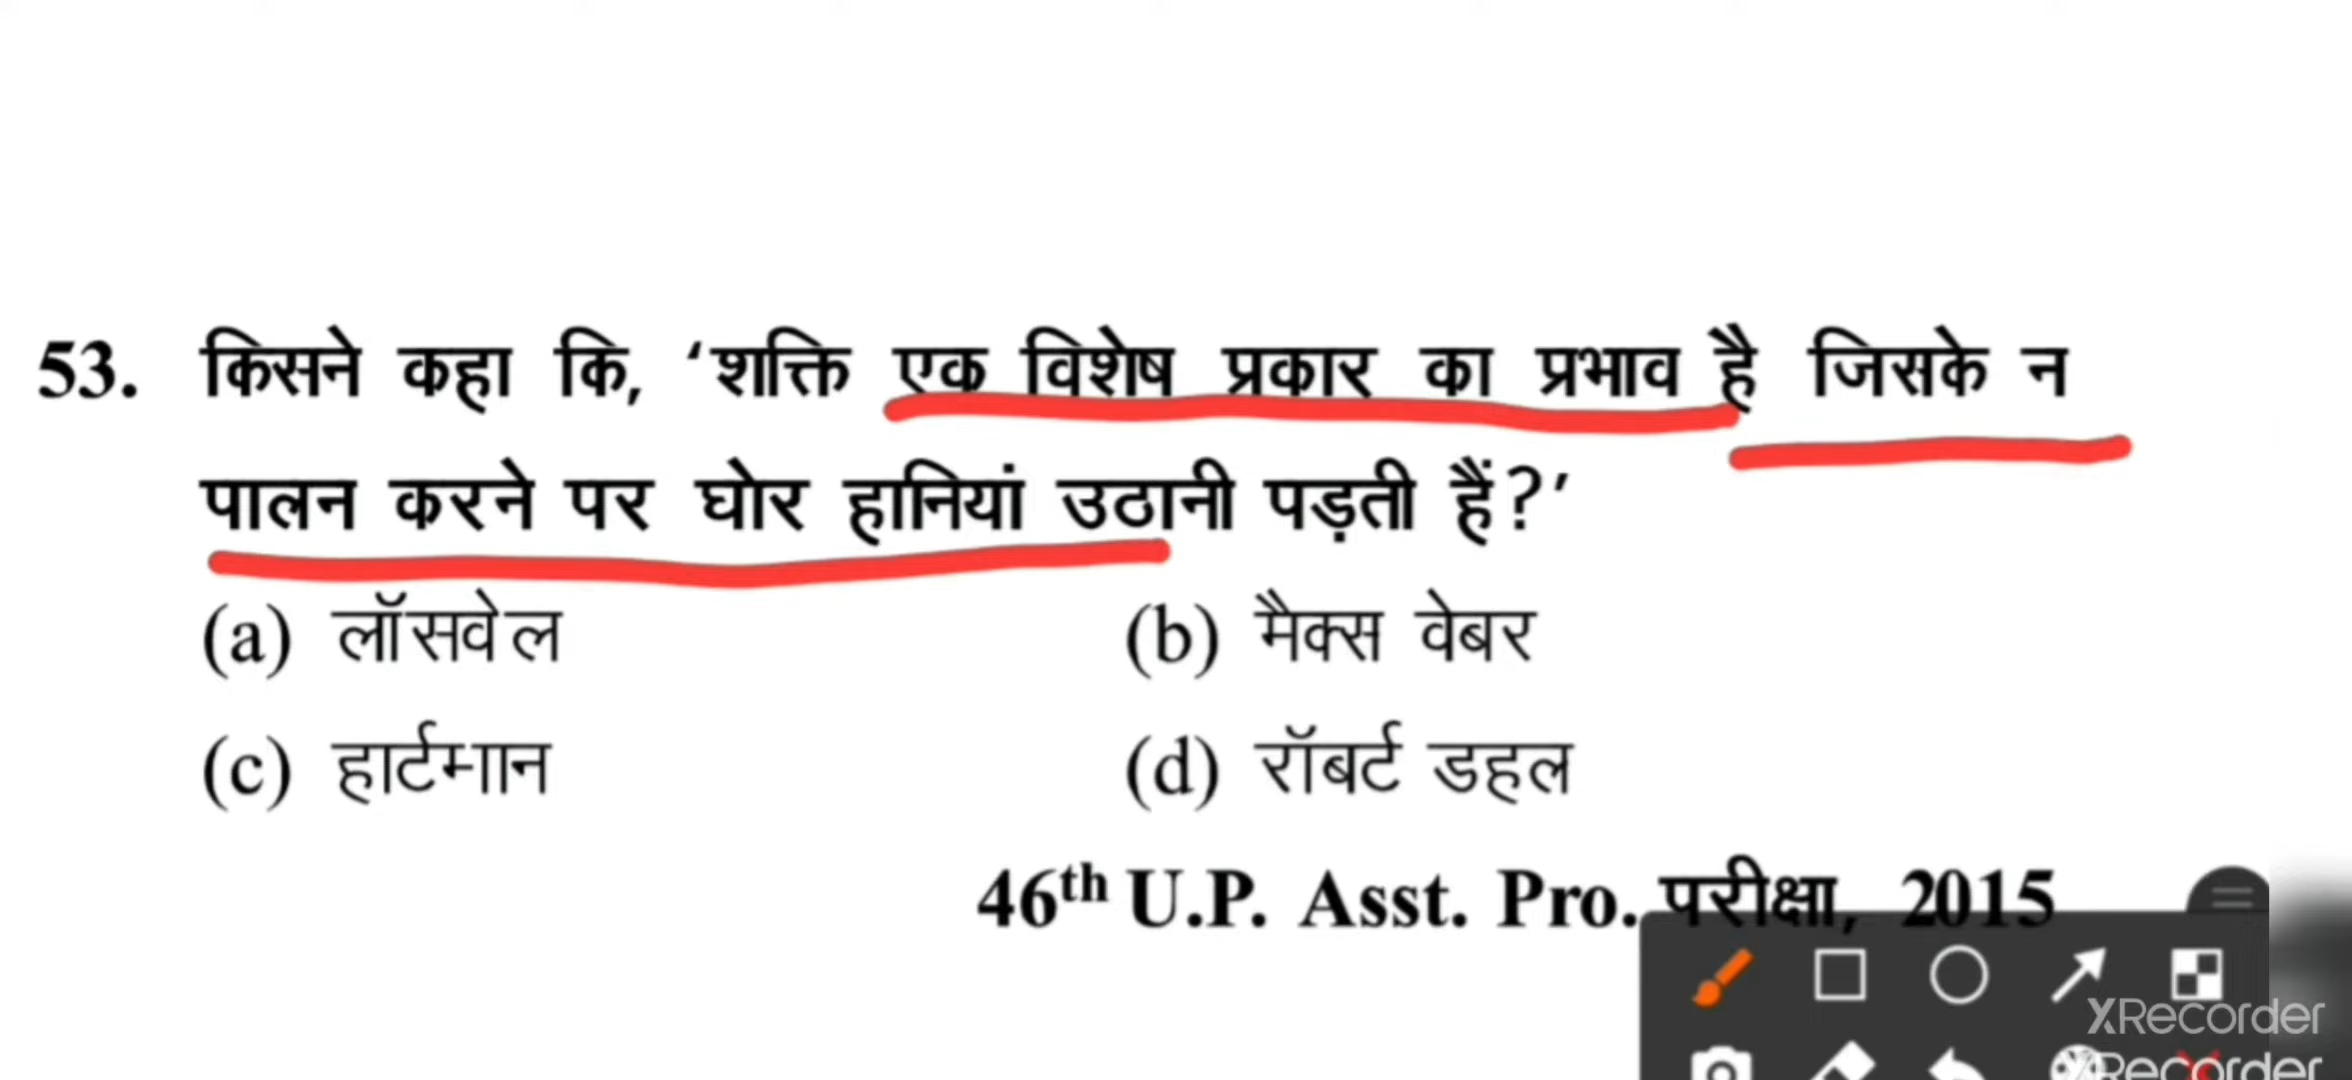 53. किसने कहा कि, ‘शक्ति एक विशेष प्रकार का प्रभाव है जिसके न
पालन करने पर घोर हानियां उठानी पड़ती हैं?’
(a) लॉसवेल (b) मैक्स वेबर
(c) हार्टमान (d) रॉबर्ट डहल
46th U.P. Asst. Pro. परीक्षा, 2015
XRecorder
XRecorder